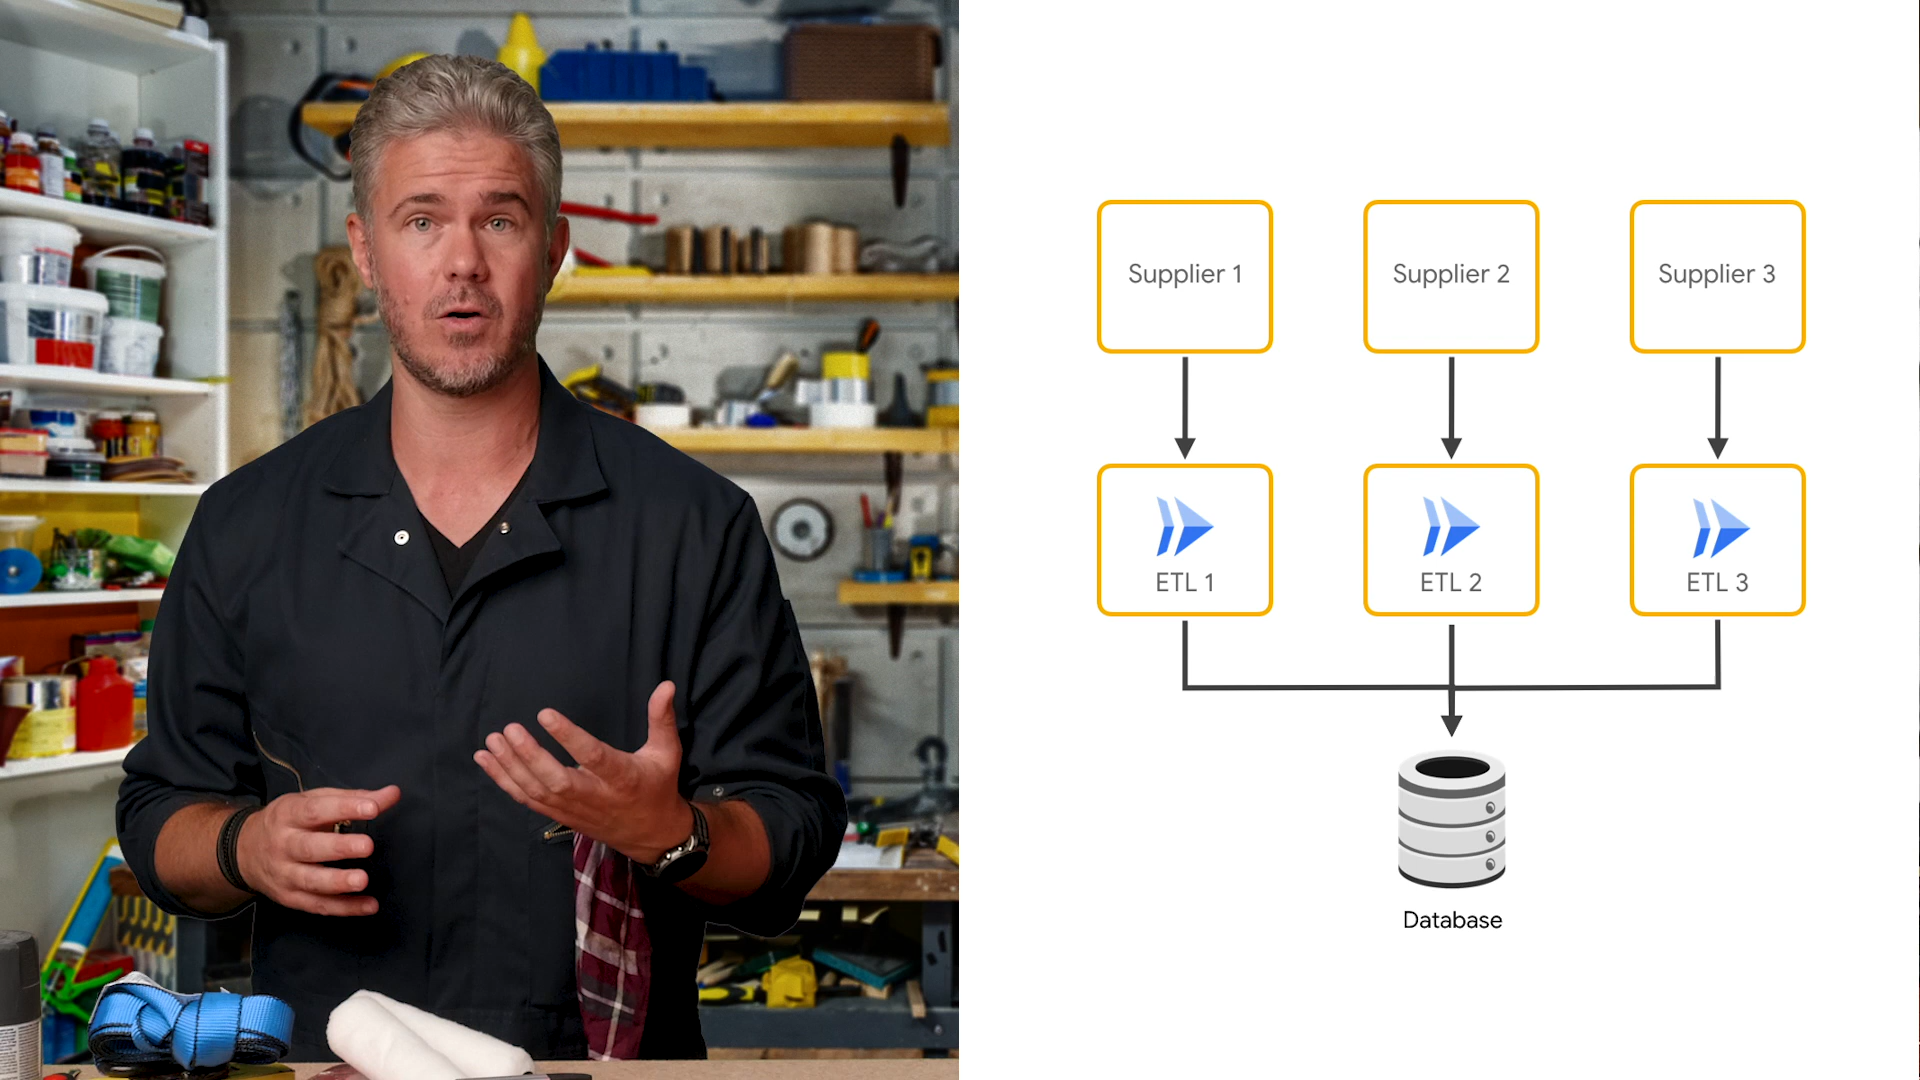 Supplier 1
Supplier 2
Supplier 3
ETL 1
ETL 2
ETL 3
Database